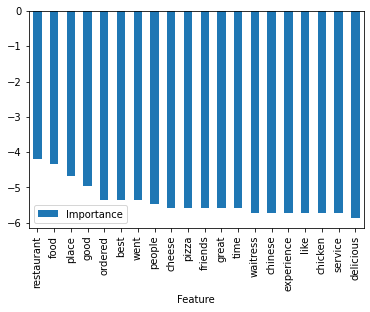 0
−1
−2
−3
−4
−5
−6
Importance
restaurant
food
place
good
ordered
best
went
people
cheese
pizza
friends
great
time
waitress
chinese
experience
like
chicken
service
delicious
Feature